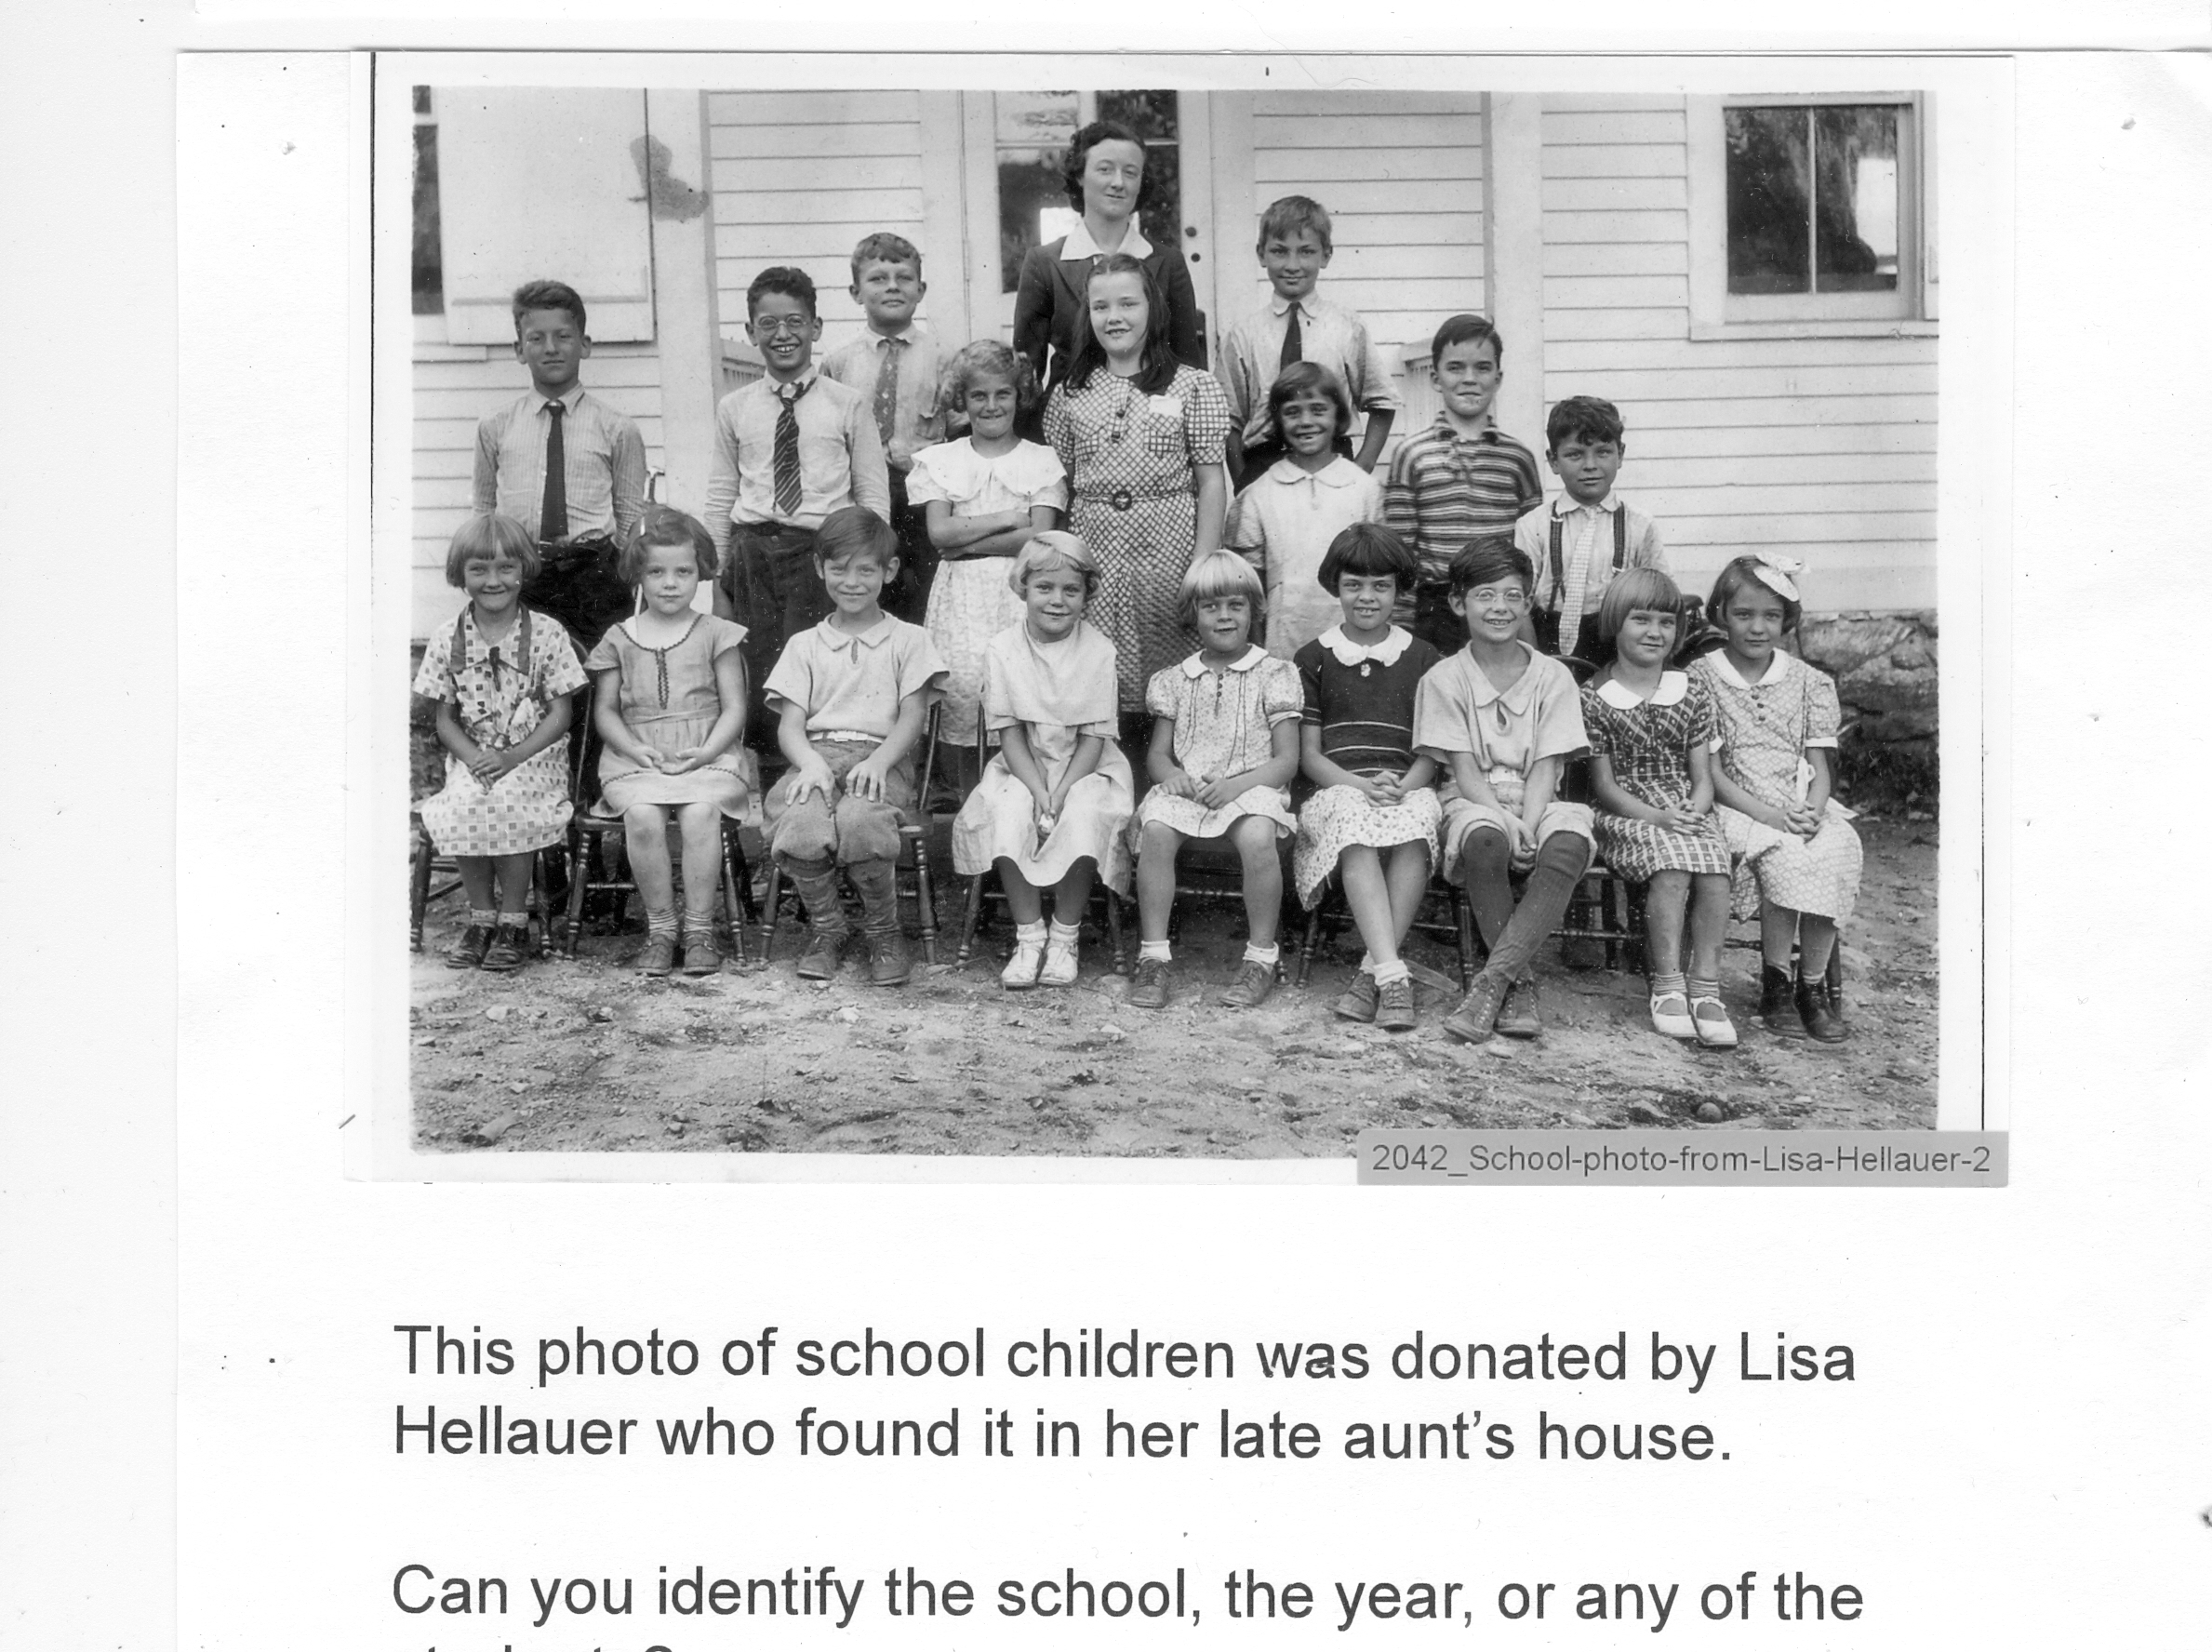 2042_School-photo-from-Lisa-Hellauer-2
This photo of school children was donated by Lisa
Hellauer who found it in her late aunt's house.
Can you identify the school, the year, or any of the